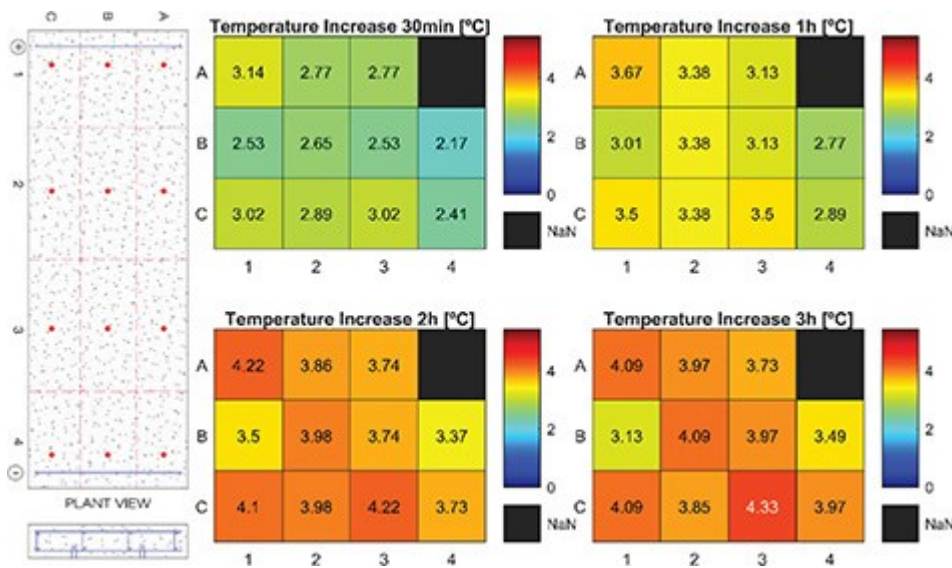 C B A
1
2
3
4
+
-
PLANT VIEW
Temperature Increase 30min [ºC]
A 3.14 2.77 2.77
B 2.53 2.65 2.53 2.17
C 3.02 2.89 3.02 2.41
1 2 3 4
4
2
0
NaN
Temperature Increase 1h [ºC]
A 3.67 3.38 3.13
B 3.01 3.38 3.13 2.77
C 3.5 3.38 3.5 2.89
1 2 3 4
4
2
0
NaN
Temperature Increase 2h [ºC]
A 4.22 3.86 3.74
B 3.5 3.98 3.74 3.37
C 4.1 3.98 4.22 3.73
1 2 3 4
4
2
0
NaN
Temperature Increase 3h [ºC]
A 4.09 3.97 3.73
B 3.13 4.09 3.97 3.49
C 4.09 3.85 4.33 3.97
1 2 3 4
4
2
0
NaN